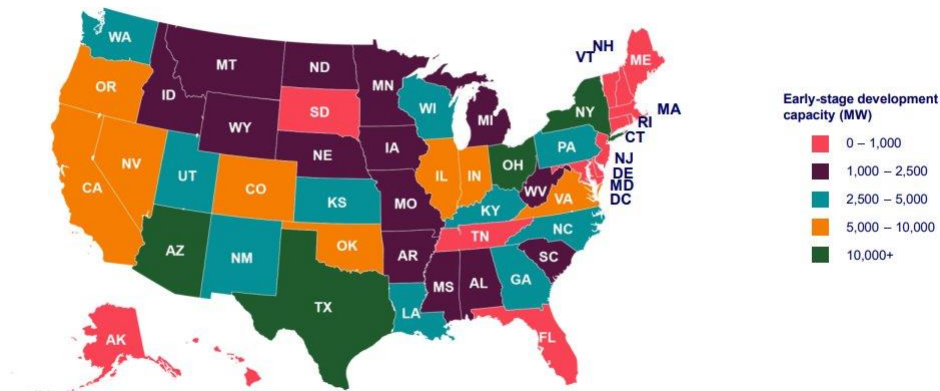 WA
NH
VT
ME
MT
ND
MN
OR
ID
SD
WI
MI
NY
MA
RI
CT
WY
IA
PA
NE
NJ
DE
MD
DC
NV
UT
CO
IL
IN
OH
WV
VA
CA
KS
MO
KY
NC
TN
AZ
NM
OK
AR
SC
MS
AL
GA
TX
LA
FL
AK
Early-stage development
capacity (MW)
0 – 1,000
1,000 – 2,500
2,500 – 5,000
5,000 – 10,000
10,000+